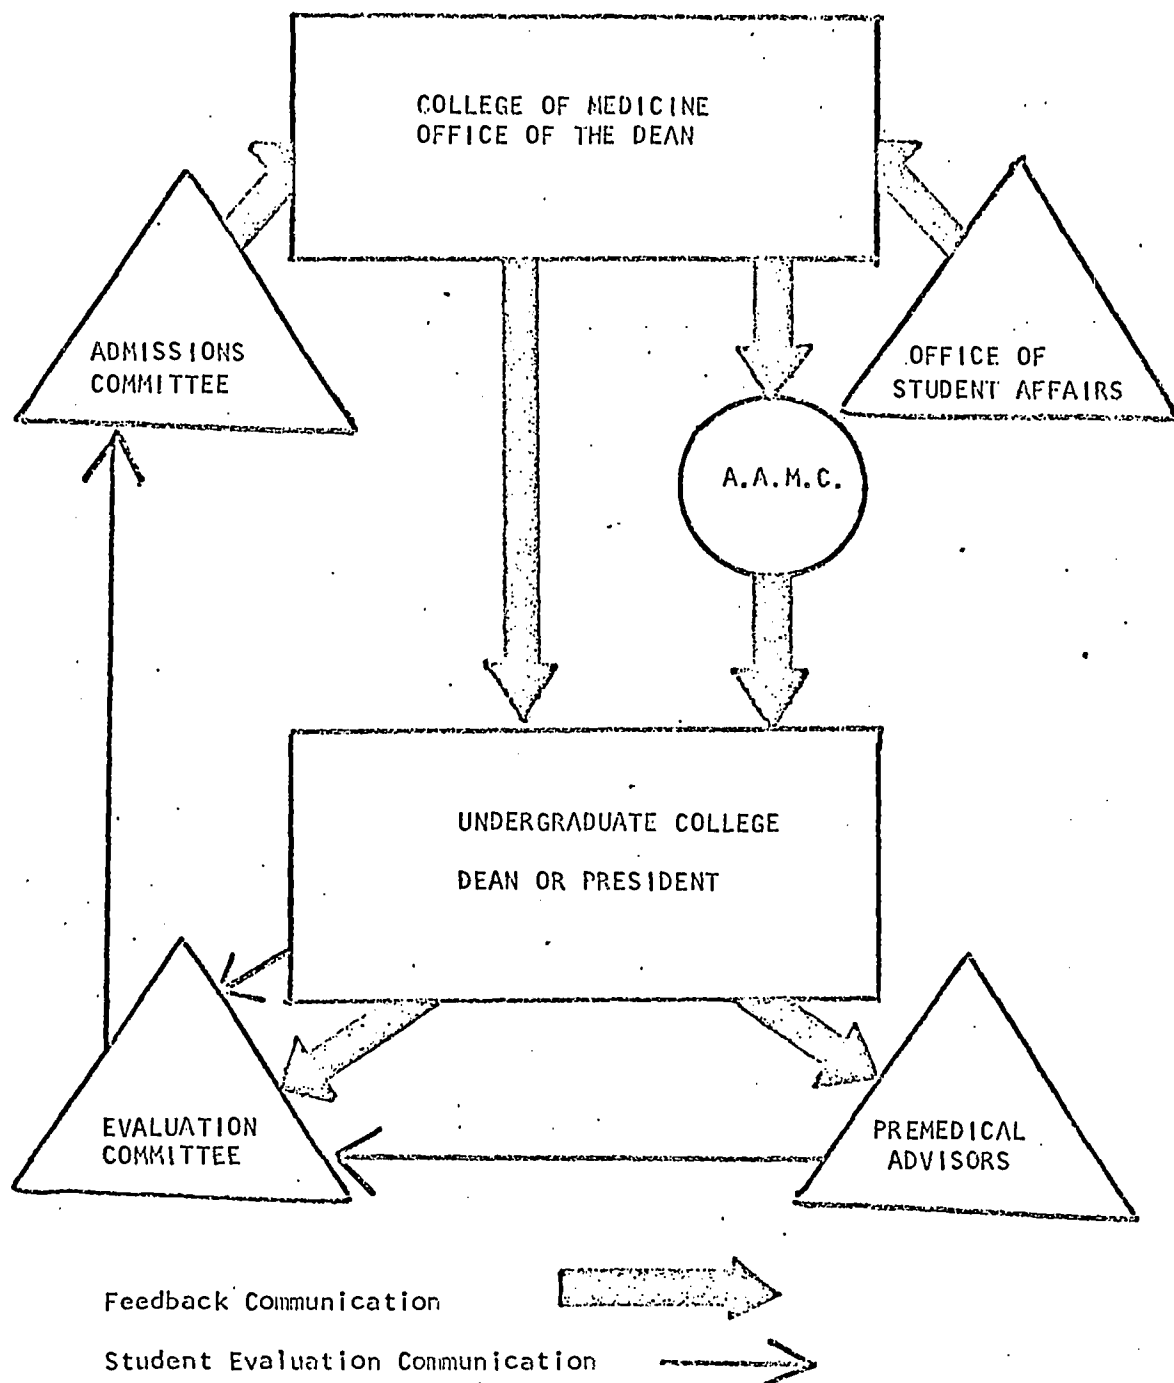 COLLEGE OF MEDICINE
OFFICE OF THE DEAN
ADMISSIONS
COMMITTEE
OFFICE OF
STUDENT AFFAIRS
A.A.M.C.
UNDERGRADUATE COLLEGE
DEAN OR PRESIDENT
EVALUATION
COMMITTEE
PREMEDICAL
ADVISORS
Feedback Communication
Student Evaluation Communication